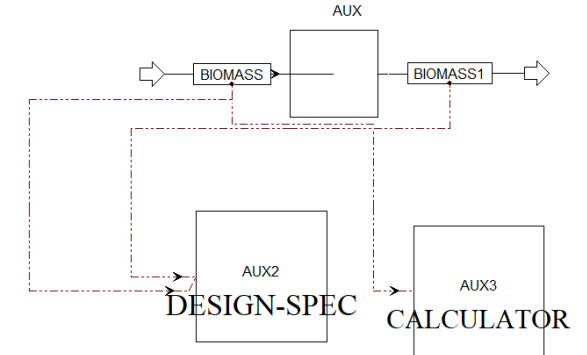 AUX
BIOMASS
BIOMASS1
AUX2
DESIGN-SPEC
AUX3
CALCULATOR